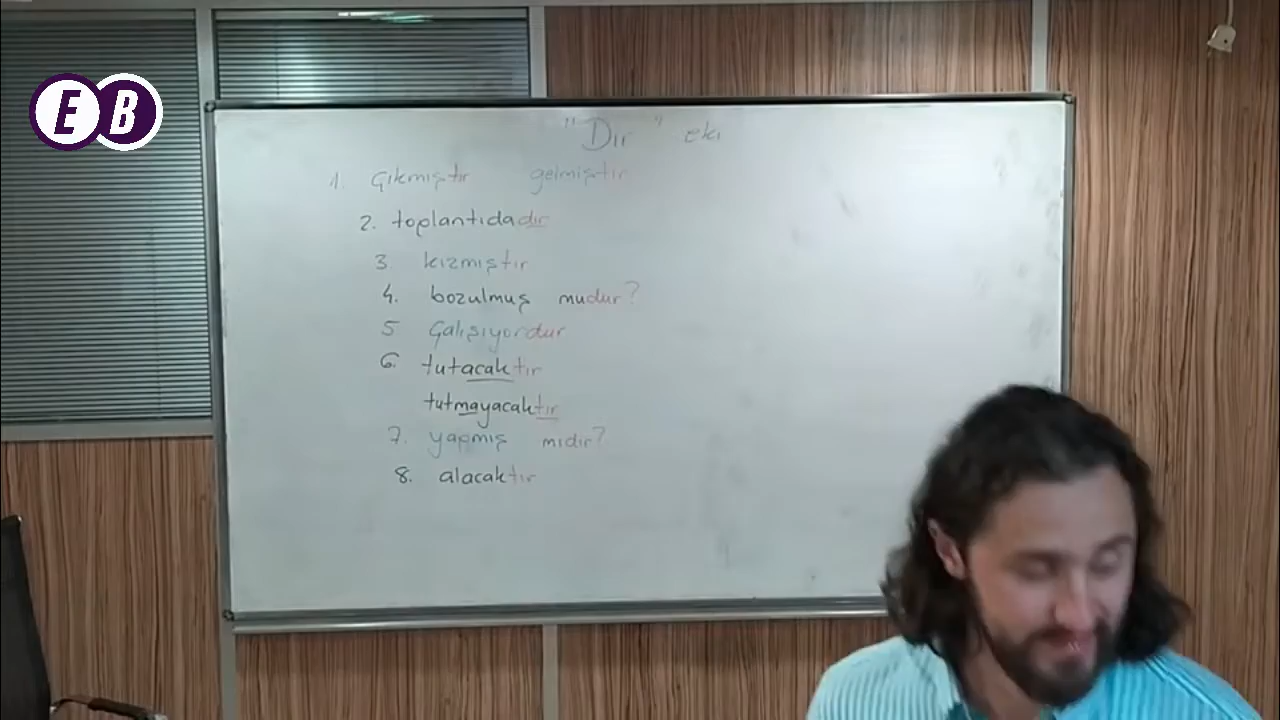 EB
"Dır" eki
1. Çıkmıştır gelmiştir
2. toplantıdadır
3. kızmıştır
4. bozulmuş mudur?
5 Çalışıyordur
6. tutacaktır
tutmayacaktır
7. yapmış mıdır?
8. alacaktır